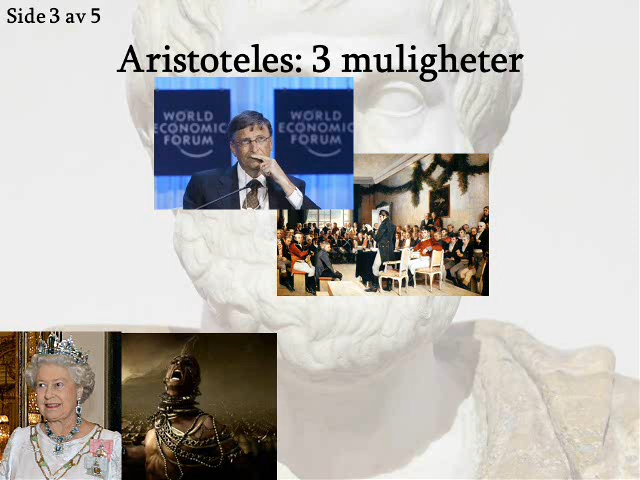 Side 3 av 5
Aristoteles: 3 muligheter
WORLD
ECONOMIC
FORUM
WORLD
ECONOMIC
FORUM